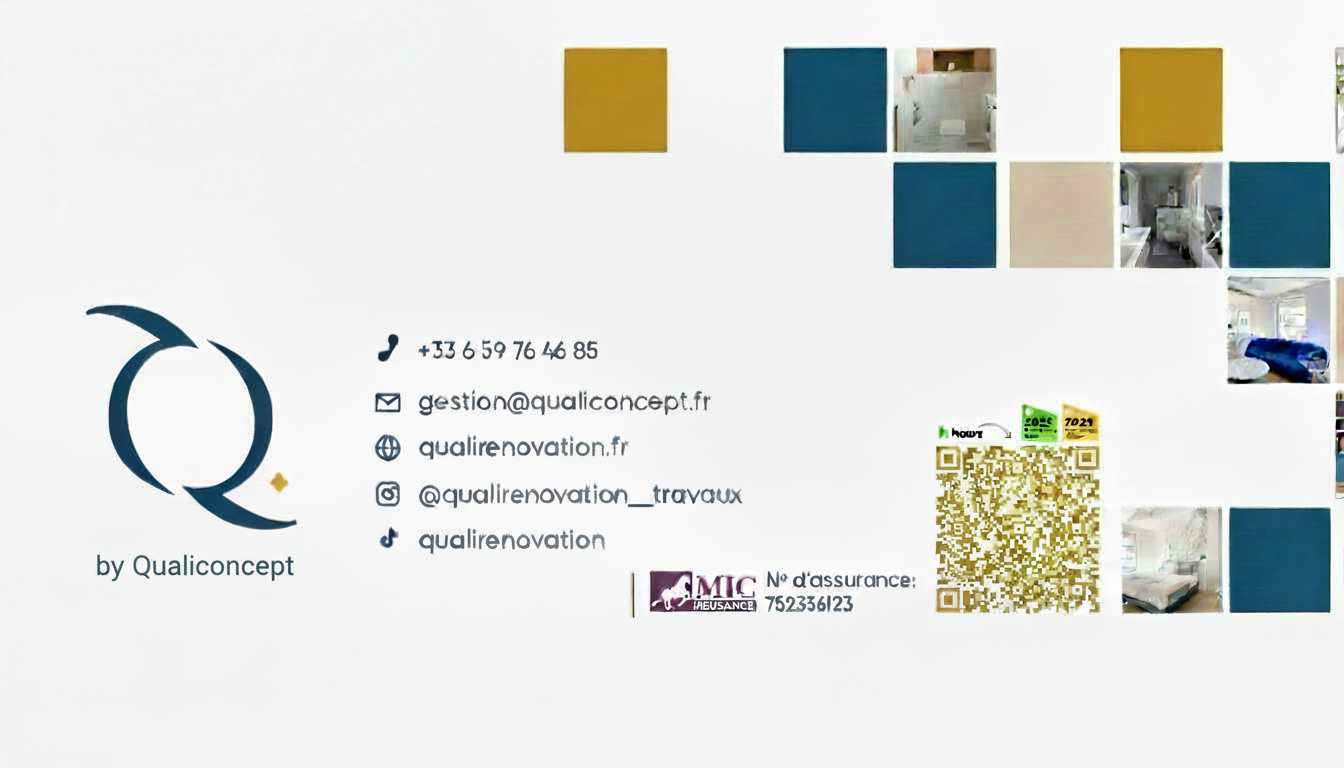 +33 6 59 76 46 85
gestion@qualiconcept.fr
qualirenovation.fr
@qualirenovation__travaux
qualirenovation
by Qualiconcept
MIC
N° d'assurance:
752336123